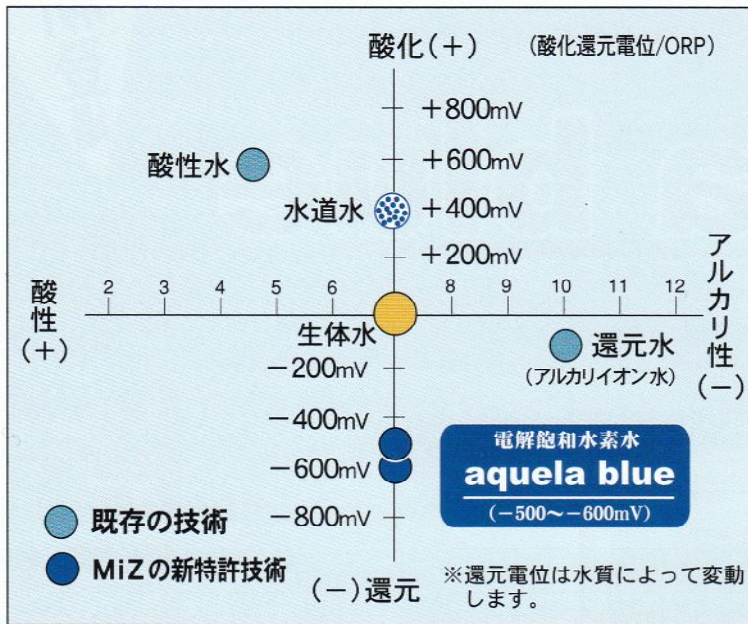 酸化(+)
(酸化還元電位/ORP)
+800mV
+600mV
酸性水
水道水
+400mV
+200mV
酸性(+)
2 3 4 5 6 8 9 10 11 12
アルカリ性(−)
生体水
還元水
(アルカリイオン水)
−200mV
−400mV
−600mV
−800mV
電解飽和水素水
aquela blue
(−500〜−600mV)
既存の技術
MiZの新特許技術
(−)還元
※還元電位は水質によって変動
します。